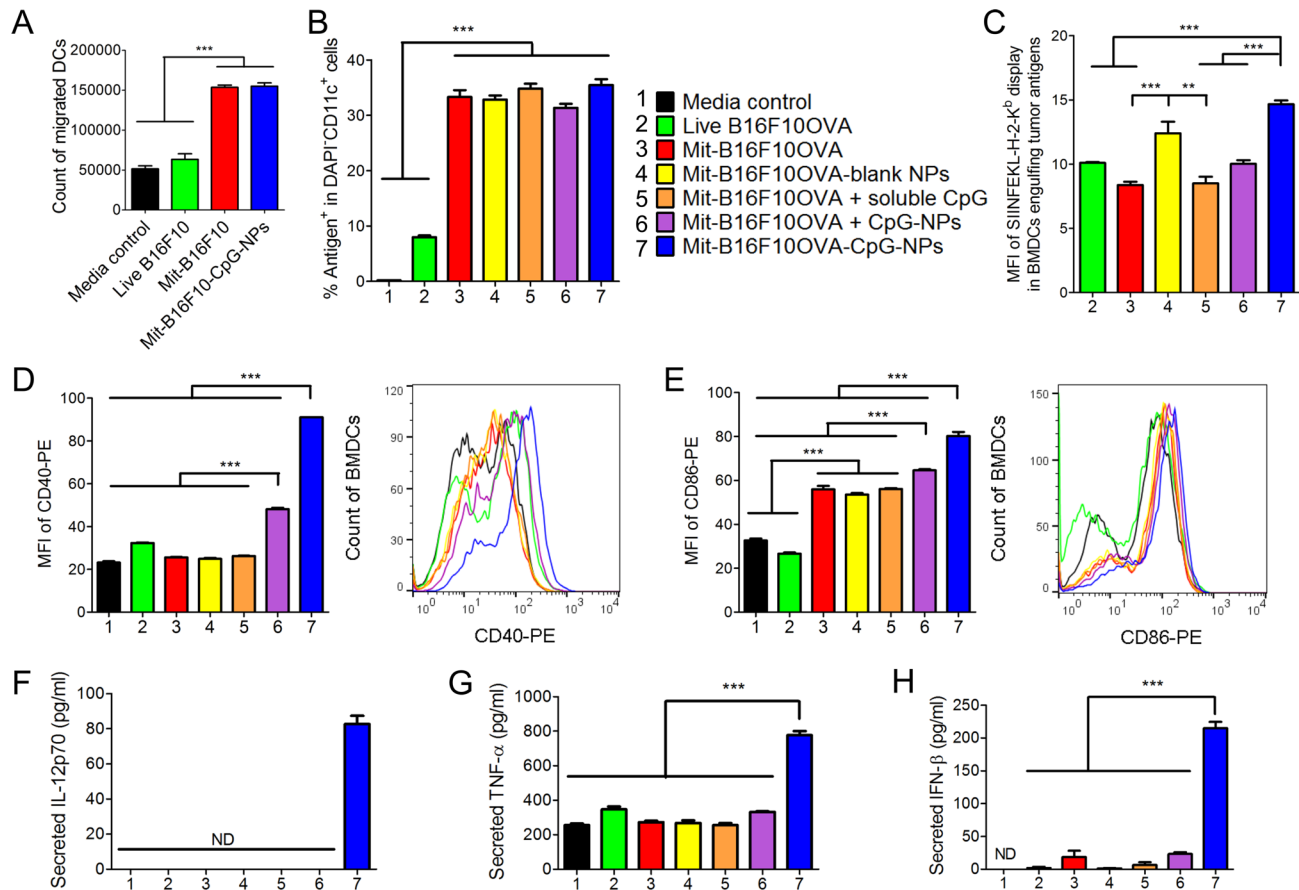 A
Count of migrated DCs
200000
150000
100000
50000
0
***
Media control
Live B16F10
Mit-B16F10
Mit-B16F10-CpG-NPs
B
% Antigen⁺ in DAPI⁻CD11c⁺ cells
40
30
20
10
0
***
1 2 3 4 5 6 7
1 Media control
2 Live B16F10OVA
3 Mit-B16F10OVA
4 Mit-B16F10OVA-blank NPs
5 Mit-B16F10OVA + soluble CpG
6 Mit-B16F10OVA + CpG-NPs
7 Mit-B16F10OVA-CpG-NPs
C
MFI of SIINFEKL-H-2-Kᵇ display
in BMDCs engulfing tumor antigens
20
15
10
5
0
***
***
*** **
2 3 4 5 6 7
D
MFI of CD40-PE
100
80
60
40
20
0
***
***
1 2 3 4 5 6 7
Count of BMDCs
120
90
60
30
0
10⁰ 10¹ 10² 10³ 10⁴
CD40-PE
E
MFI of CD86-PE
100
80
60
40
20
0
***
***
***
1 2 3 4 5 6 7
Count of BMDCs
150
100
50
0
10⁰ 10¹ 10² 10³ 10⁴
CD86-PE
F
Secreted IL-12p70 (pg/ml)
100
80
60
40
20
0
ND
1 2 3 4 5 6 7
G
Secreted TNF-α (pg/ml)
1000
800
600
400
200
0
***
1 2 3 4 5 6 7
H
Secreted IFN-β (pg/ml)
250
200
150
100
50
0
***
ND
1 2 3 4 5 6 7